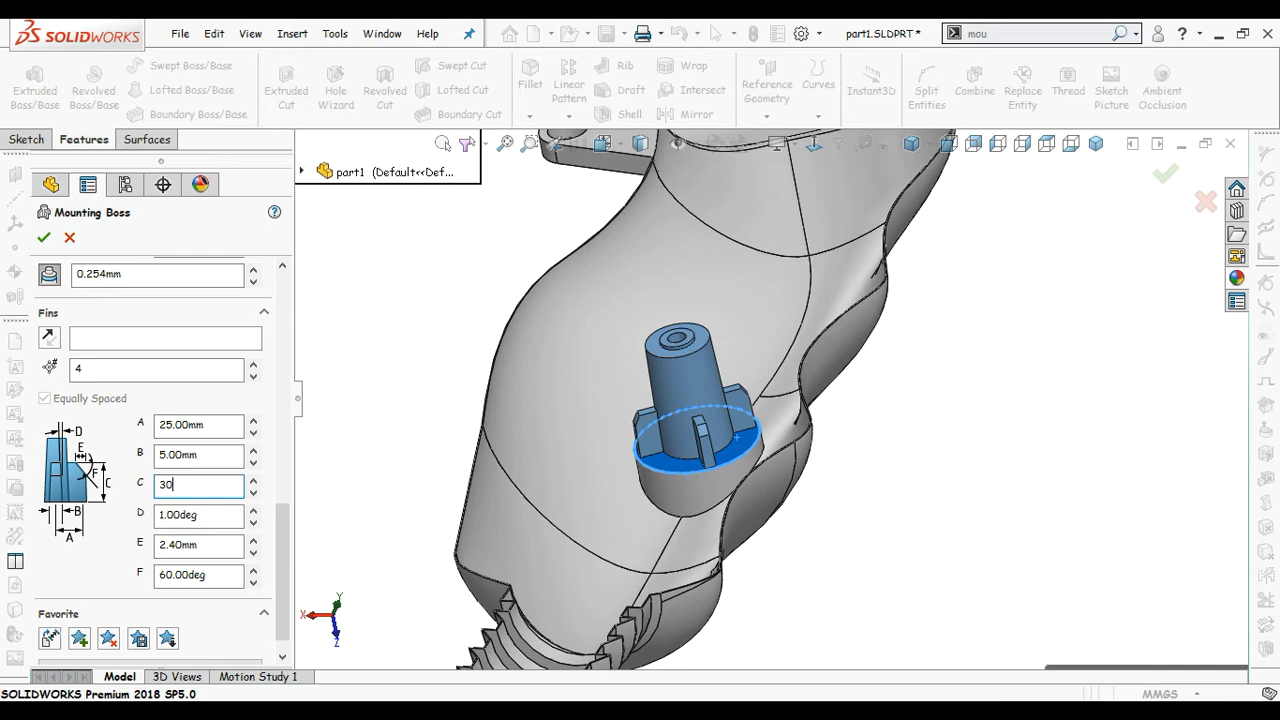 SOLIDWORKS File Edit View Insert Tools Window Help part1.SLDPRT * mou ?
Extruded Boss/Base
Revolved Boss/Base
Swept Boss/Base
Lofted Boss/Base
Boundary Boss/Base
Extruded Cut
Hole Wizard
Revolved Cut
Swept Cut
Lofted Cut
Boundary Cut
Fillet
Linear Pattern
Rib
Draft
Shell
Wrap
Intersect
Mirror
Reference Geometry
Curves
Instant3D
Split Entities
Combine
Replace Entity
Thread
Sketch Picture
Ambient Occlusion
Sketch Features Surfaces
part1 (Default<<Def...
Mounting Boss
0.254mm
Fins
4
Equally Spaced
A 25.00mm
B 5.00mm
C 30
D 1.00deg
E 2.40mm
F 60.00deg
D
E
F
C
B
A
Favorite
X Y Z
Model 3D Views Motion Study 1
SOLIDWORKS Premium 2018 SP5.0 MMGS